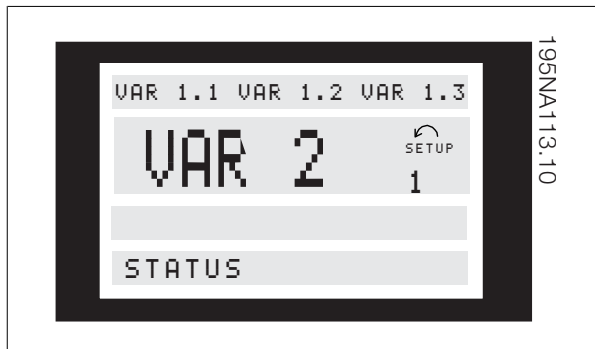 VAR 1.1 VAR 1.2 VAR 1.3
VAR 2
SETUP
1
STATUS
195NA113.10